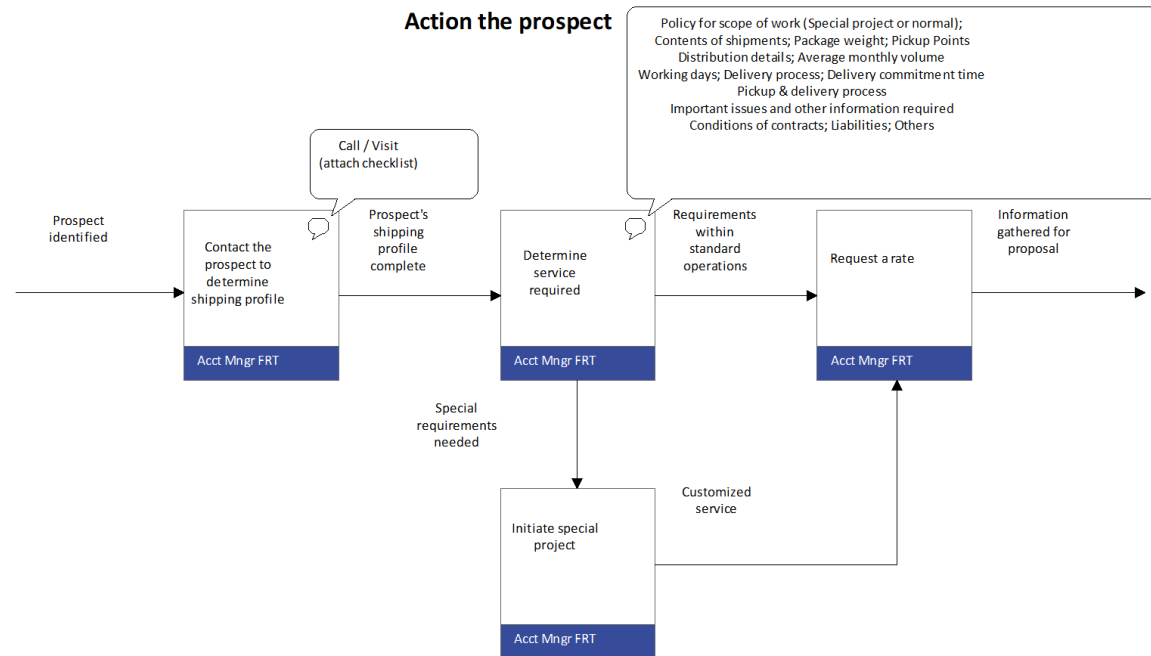 Action the prospect
Policy for scope of work (Special project or normal);
Contents of shipments; Package weight; Pickup Points
Distribution details; Average monthly volume
Working days; Delivery process; Delivery commitment time
Pickup & delivery process
Important issues and other information required
Conditions of contracts; Liabilities; Others
Call / Visit
(attach checklist)
Prospect
identified
Contact the
prospect to
determine
shipping profile
Acct Mngr FRT
Prospect's
shipping
profile
complete
Determine
service
required
Acct Mngr FRT
Requirements
within
standard
operations
Request a rate
Acct Mngr FRT
Information
gathered for
proposal
Special
requirements
needed
Initiate special
project
Acct Mngr FRT
Customized
service